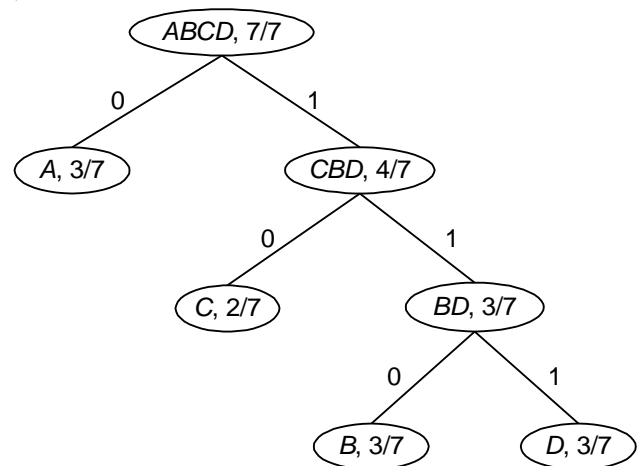 ABCD, 7/7
0 1
A, 3/7 CBD, 4/7
0 1
C, 2/7 BD, 3/7
0 1
B, 3/7 D, 3/7